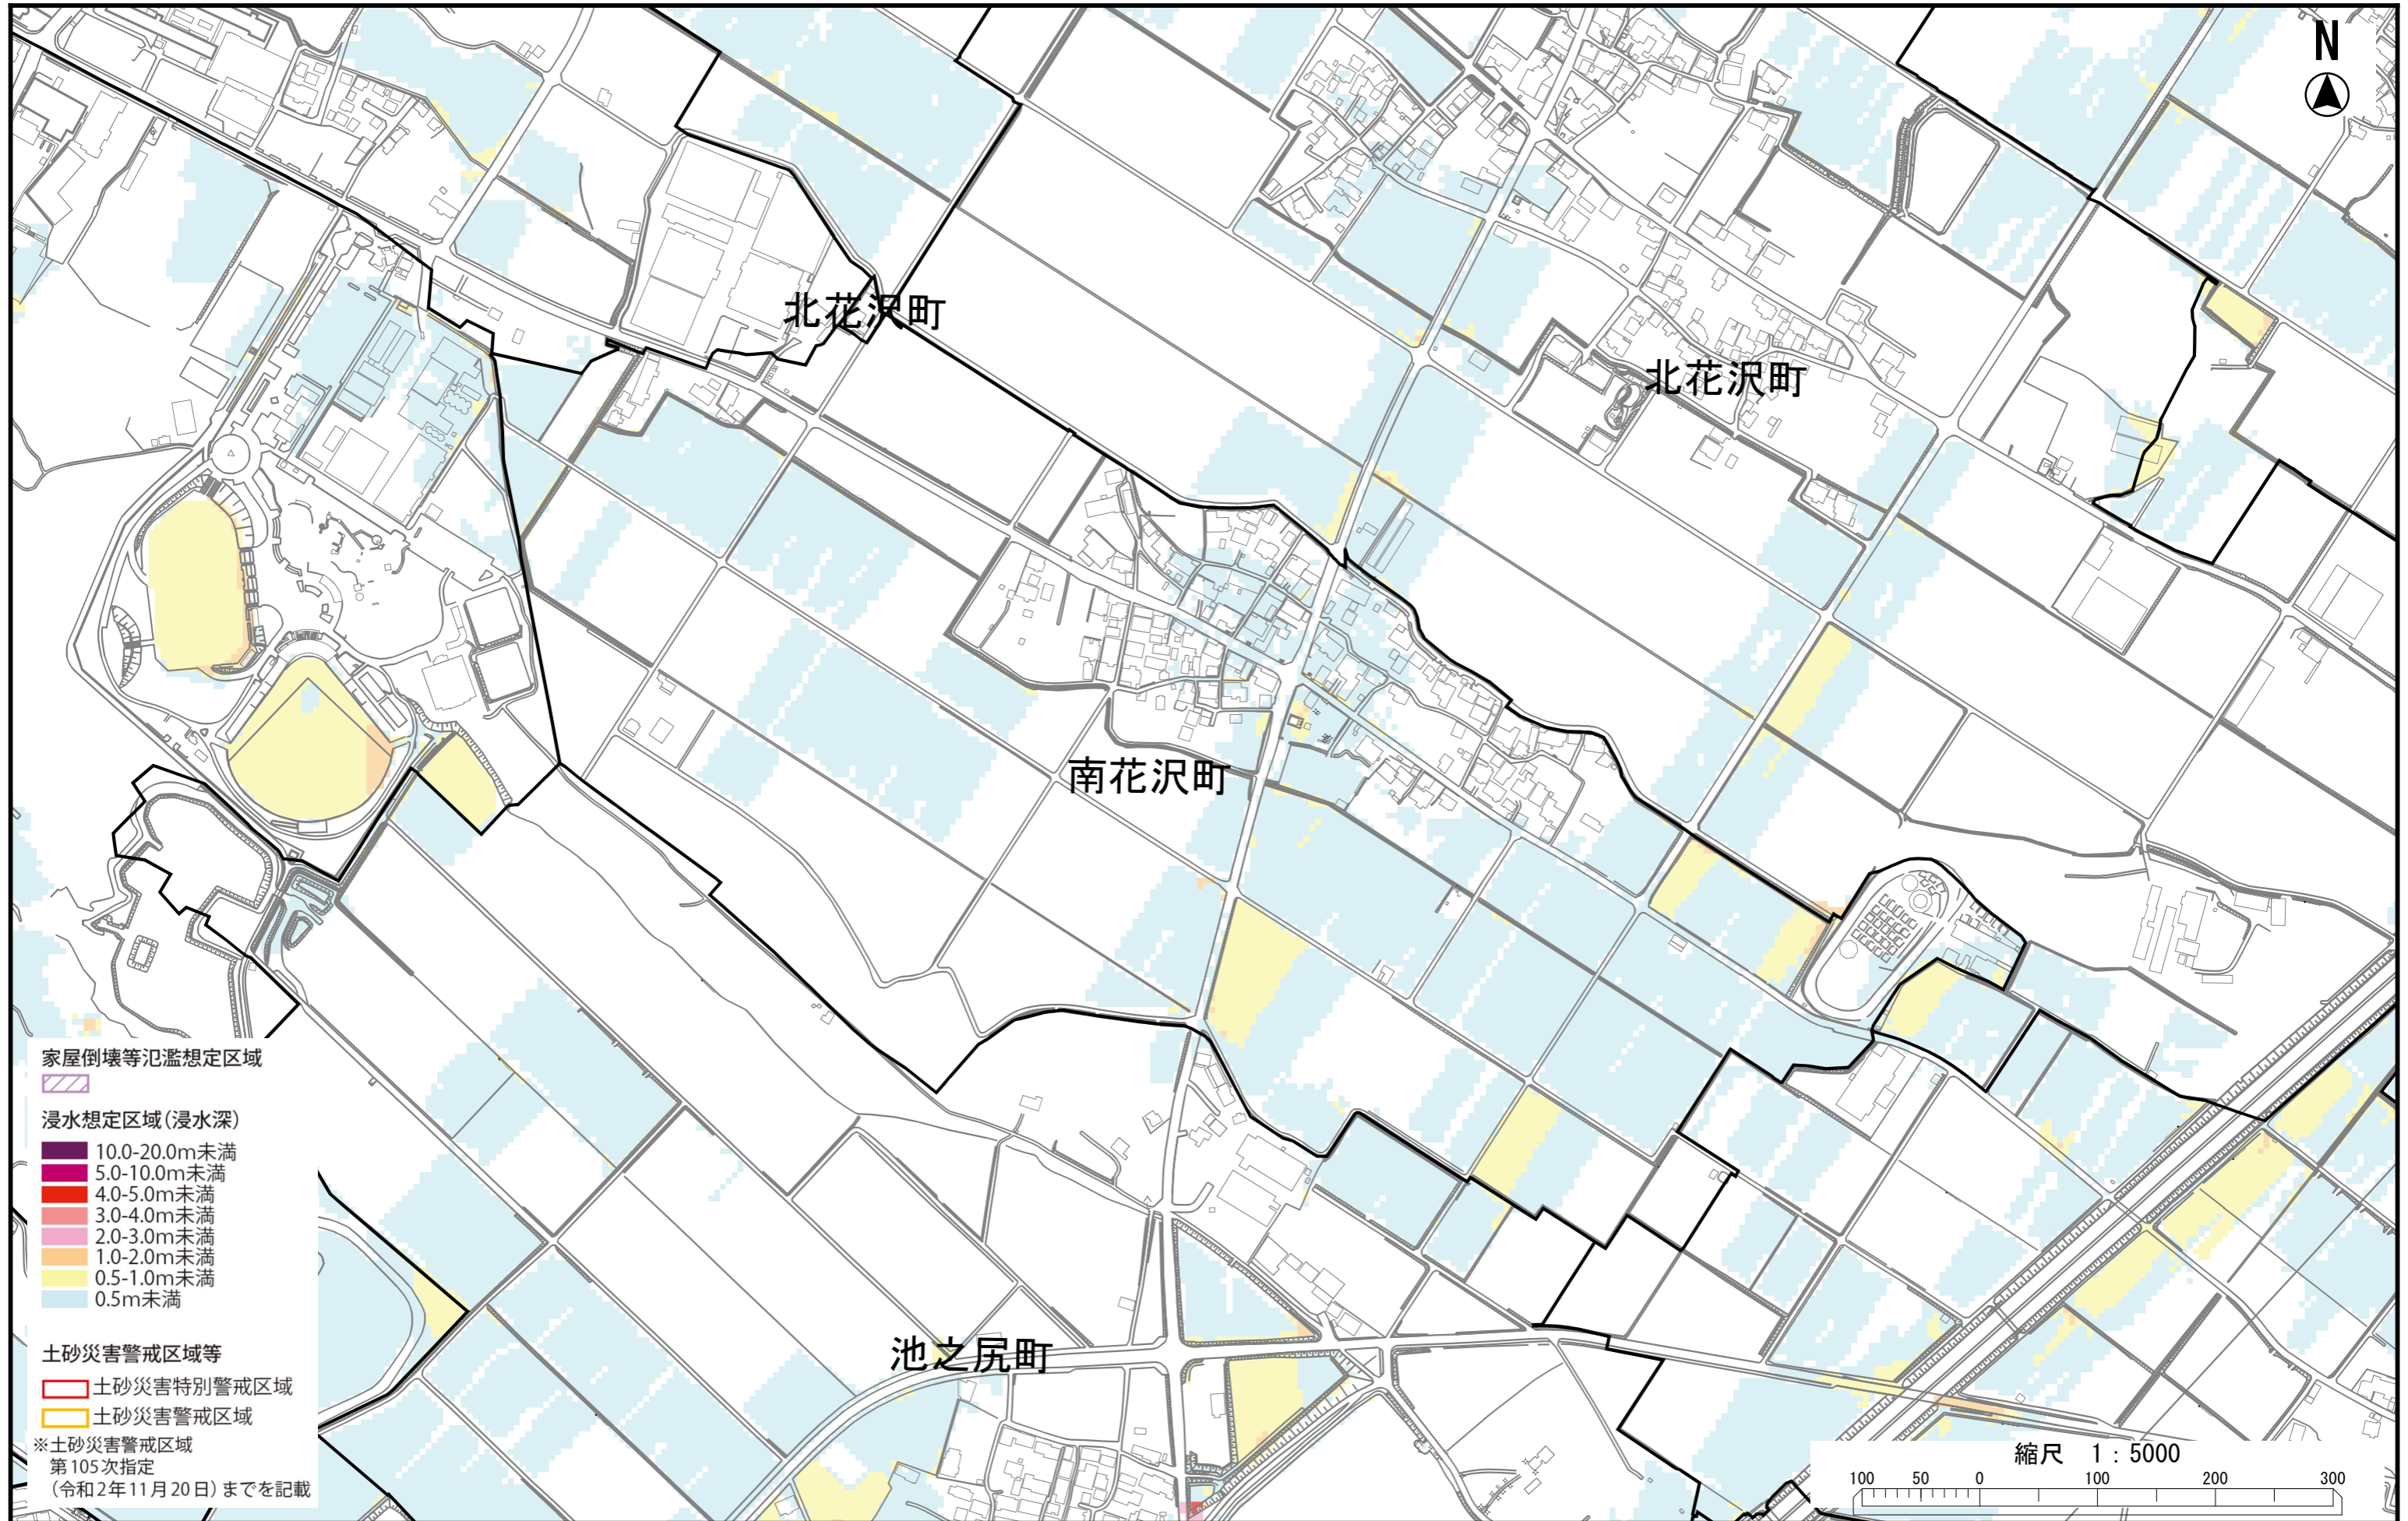 N
北花沢町
北花沢町
南花沢町
池之尻町
家屋倒壊等氾濫想定区域
浸水想定区域(浸水深)
10.0-20.0m未満
5.0-10.0m未満
4.0-5.0m未満
3.0-4.0m未満
2.0-3.0m未満
1.0-2.0m未満
0.5-1.0m未満
0.5m未満
土砂災害警戒区域等
土砂災害特別警戒区域
土砂災害警戒区域
※土砂災害警戒区域
第105次指定
(令和2年11月20日)までを記載
縮尺 1：5000
100 50 0 100 200 300